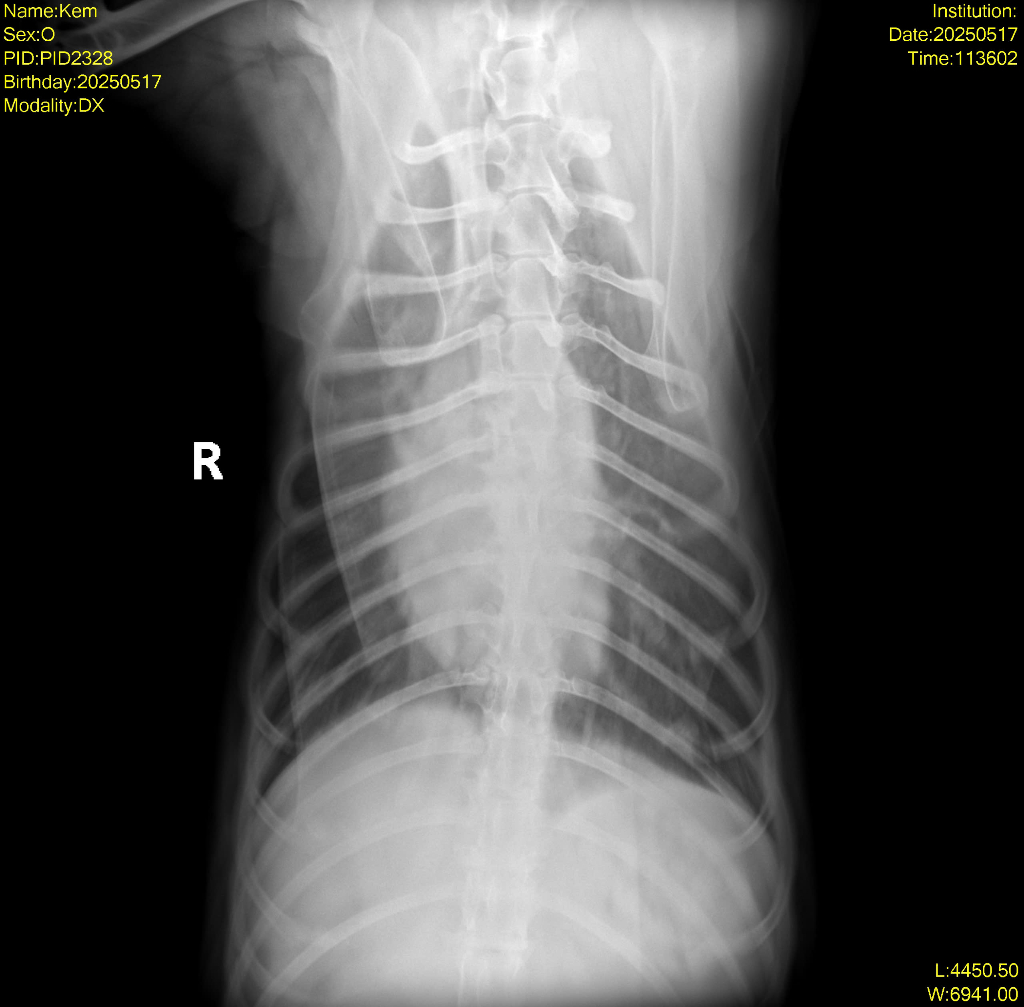 Name:Kem
Sex:O
PID:PID2328
Birthday:20250517
Modality:DX
Institution:
Date:20250517
Time:113602
R
L:4450.50
W:6941.00